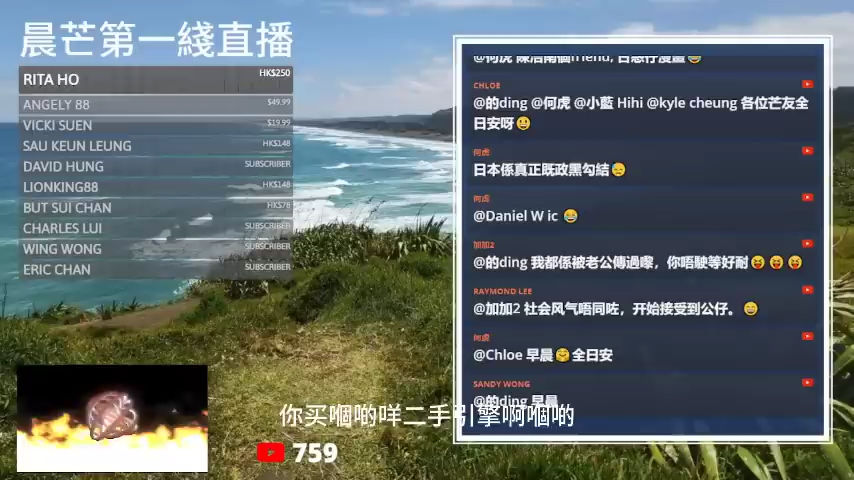 晨芒第一綫直播
RITA HO HK$250
ANGELY 88 $49.99
VICKI SUEN $19.99
SAU KEUN LEUNG HK$148
DAVID HUNG SUBSCRIBER
LIONKING88 HK$148
BUT SUI CHAN HK$78
CHARLES LUI SUBSCRIBER
WING WONG SUBSCRIBER
ERIC CHAN SUBSCRIBER
CHLOE
@的ding @何虎 @小藍 Hihi @kyle cheung 各位芒友全
日安呀😀
何虎
日本係真正既政黑勾結😥
何虎
@Daniel W ic 😂
加加2
@的ding 我都係被老公傳過嚟，你唔駛等好耐😝😝😝
RAYMOND LEE
@加加2 社会风气唔同咗，开始接受到公仔。😄
何虎
@Chloe 早晨🤗全日安
SANDY WONG
@的ding 早晨
你买嗰啲咩二手引擎啊嗰啲
759